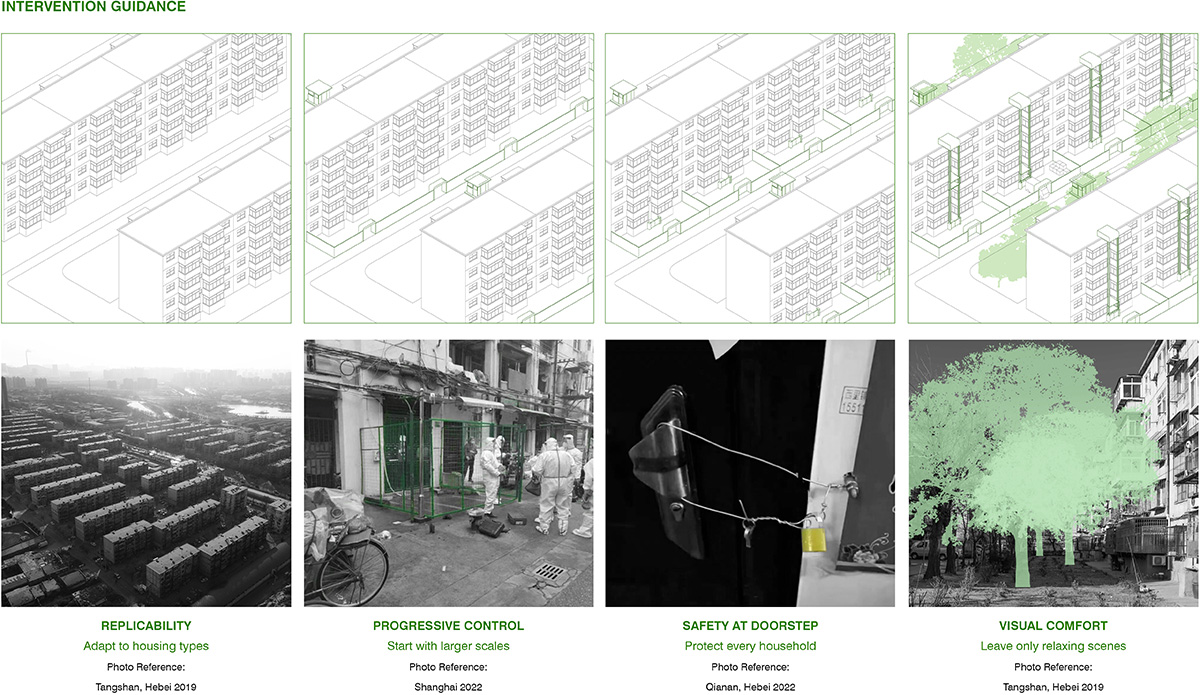 INTERVENTION GUIDANCE
REPLICABILITY
Adapt to housing types
Photo Reference:
Tangshan, Hebei 2019
PROGRESSIVE CONTROL
Start with larger scales
Photo Reference:
Shanghai 2022
SAFETY AT DOORSTEP
Protect every household
Photo Reference:
Qianan, Hebei 2022
VISUAL COMFORT
Leave only relaxing scenes
Photo Reference:
Tangshan, Hebei 2019